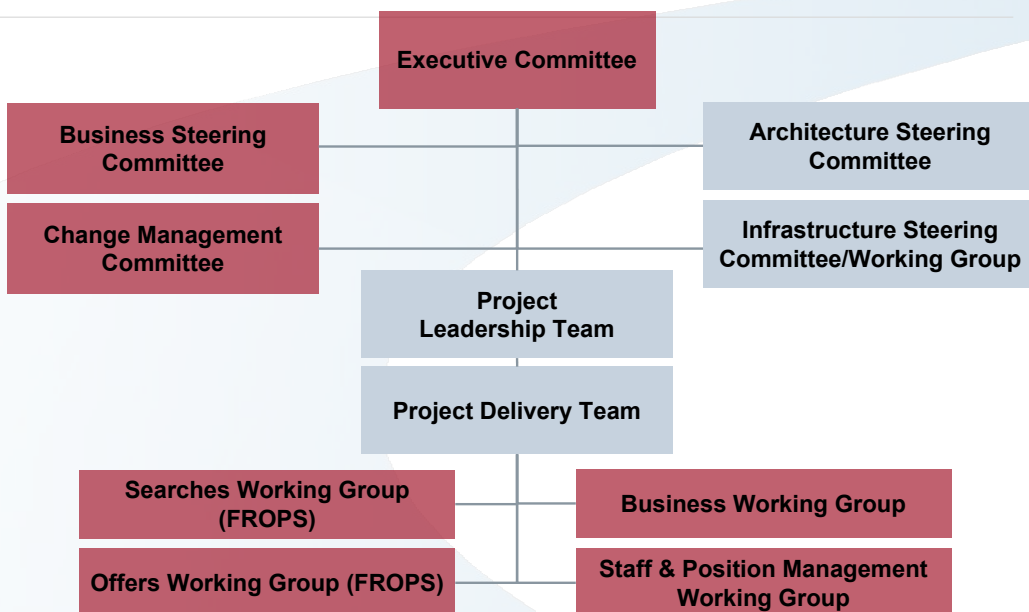 Executive Committee
Business Steering
Committee
Architecture Steering
Committee
Change Management
Committee
Infrastructure Steering
Committee/Working Group
Project
Leadership Team
Project Delivery Team
Searches Working Group
(FROPS)
Business Working Group
Offers Working Group (FROPS)
Staff & Position Management
Working Group